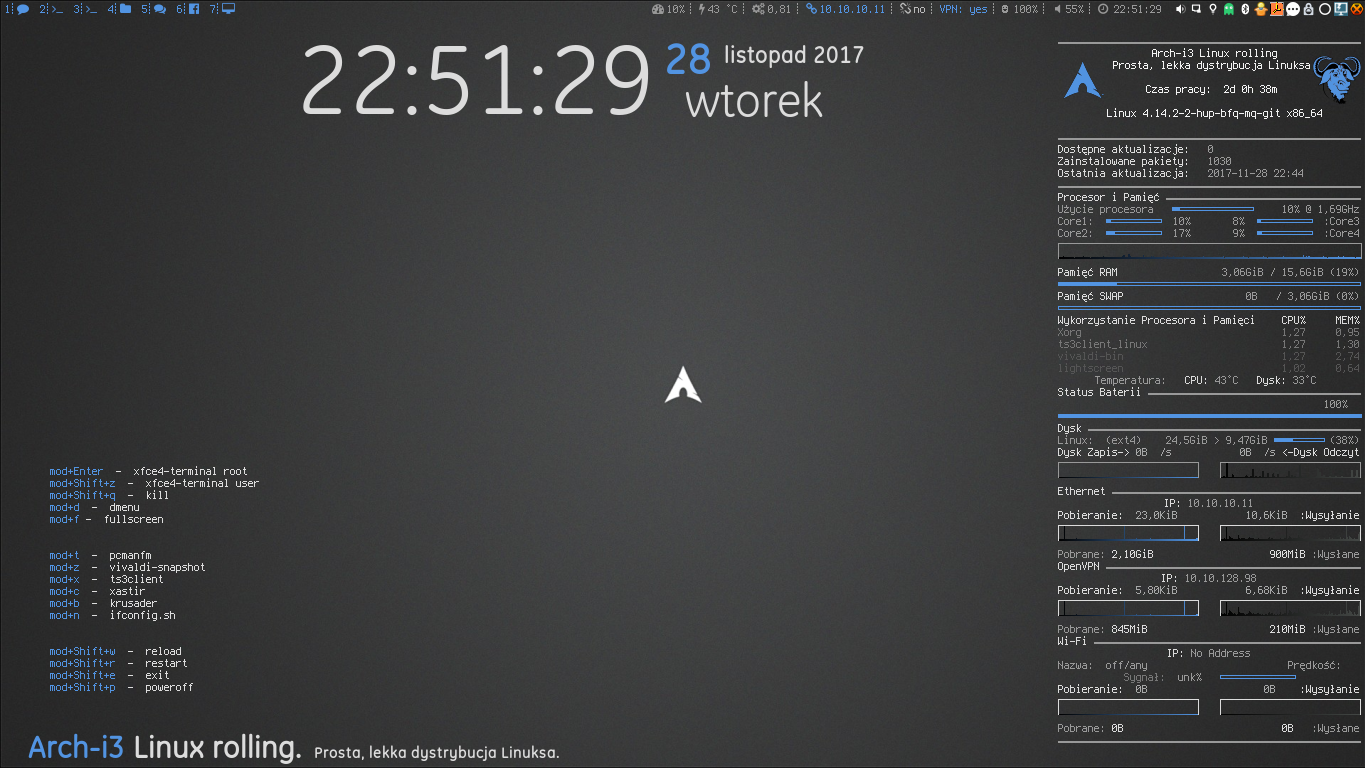 1 2 3 4 5 6 7 10% 43 °C 0,81 10.10.10.11 no VPN: yes 100% 55% 22:51:29
22:51:29 28 listopad 2017
wtorek
Arch-i3 Linux rolling
Prosta, lekka dystrybucja Linuksa
Czas pracy: 2d 0h 38m
Linux 4.14.2-2-hup-bfq-mq-git x86_64
Dostępne aktualizacje: 0
Zainstalowane pakiety: 1030
Ostatnia aktualizacja: 2017-11-28 22:44
Procesor i Pamięć
Użycie procesora 10% @ 1,69GHz
Core1: 10% 8% :Core3
Core2: 17% 9% :Core4
Pamięć RAM 3,06GiB / 15,6GiB (19%)
Pamięć SWAP 0B / 3,06GiB (0%)
Wykorzystanie Procesora i Pamięci CPU% MEM%
Xorg 1,27 0,95
ts3client_linux 1,27 1,30
vivaldi-bin 1,27 2,74
lightscreen 1,02 0,64
Temperatura: CPU: 43°C Dysk: 33°C
Status Baterii
100%
Dysk
Linux: (ext4) 24,5GiB > 9,47GiB (38%)
Dysk Zapis-> 0B /s 0B /s <-Dysk Odczyt
Ethernet
IP: 10.10.10.11
Pobieranie: 23,0KiB 10,6KiB :Wysyłanie
Pobrane: 2,10GiB 900MiB :Wysłane
OpenVPN
IP: 10.10.128.98
Pobieranie: 5,80KiB 6,68KiB :Wysyłanie
Pobrane: 845MiB 210MiB :Wysłane
Wi-Fi
IP: No Address
Nazwa: off/any Prędkość:
Sygnał: unk%
Pobieranie: 0B 0B :Wysyłanie
Pobrane: 0B 0B :Wysłane
mod+Enter - xfce4-terminal root
mod+Shift+z - xfce4-terminal user
mod+Shift+q - kill
mod+d - dmenu
mod+f - fullscreen
mod+t - pcmanfm
mod+z - vivaldi-snapshot
mod+x - ts3client
mod+c - xastir
mod+b - krusader
mod+n - ifconfig.sh
mod+Shift+w - reload
mod+Shift+r - restart
mod+Shift+e - exit
mod+Shift+p - poweroff
Arch-i3 Linux rolling. Prosta, lekka dystrybucja Linuksa.